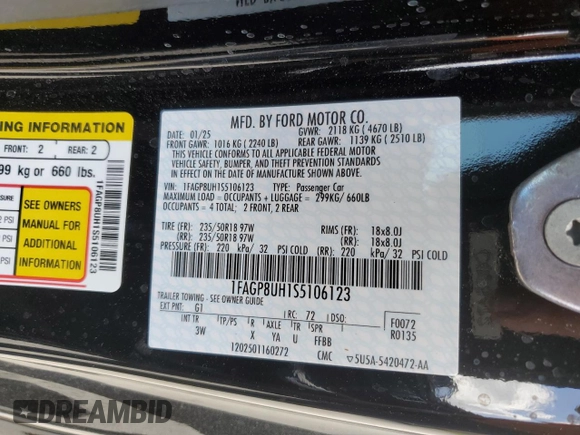 MFD. BY FORD MOTOR CO.
DATE: 01/25 GVWR: 2118 KG ( 4670 LB)
FRONT GAWR: 1016 KG ( 2240 LB) REAR GAWR: 1139 KG ( 2510 LB)
THIS VEHICLE CONFORMS TO ALL APPLICABLE FEDERAL MOTOR
VEHICLE SAFETY, BUMPER, AND THEFT PREVENTION STANDARDS
IN EFFECT ON THE DATE OF MANUFACTURE SHOWN ABOVE.
VIN: 1FAGP8UH1S5106123 TYPE: Passenger Car
MAXIMUM LOAD = OCCUPANTS + LUGGAGE = 299KG/ 660LB
OCCUPANTS = 4 TOTAL; 2 FRONT, 2 REAR
TIRE (FR): 235/50R18 97W RIMS (FR): 18x8.0J
(RR): 235/50R18 97W (RR): 18x8.0J
PRESSURE (FR): 220 kPa/ 32 PSI COLD (RR): 220 kPa/ 32 PSI COLD
1FAGP8UH1S5106123
TRAILER TOWING - SEE OWNER GUIDE
EXT PNT: G1 RC: 72 DSO: F0072
R0135
INT TR TP/PS R AXLE TR SPR
3W X YA U FFBB
1202501160272 CMC 5U5A-5420472-AA
ING INFORMATION
FRONT 2 REAR: 2
99 kg or 660 lbs.
SEE OWNERS
MANUAL FOR
ADDITIONAL
INFORMATION
PSI
PSI
1FAGP8UH1S5106123
DREAMBID